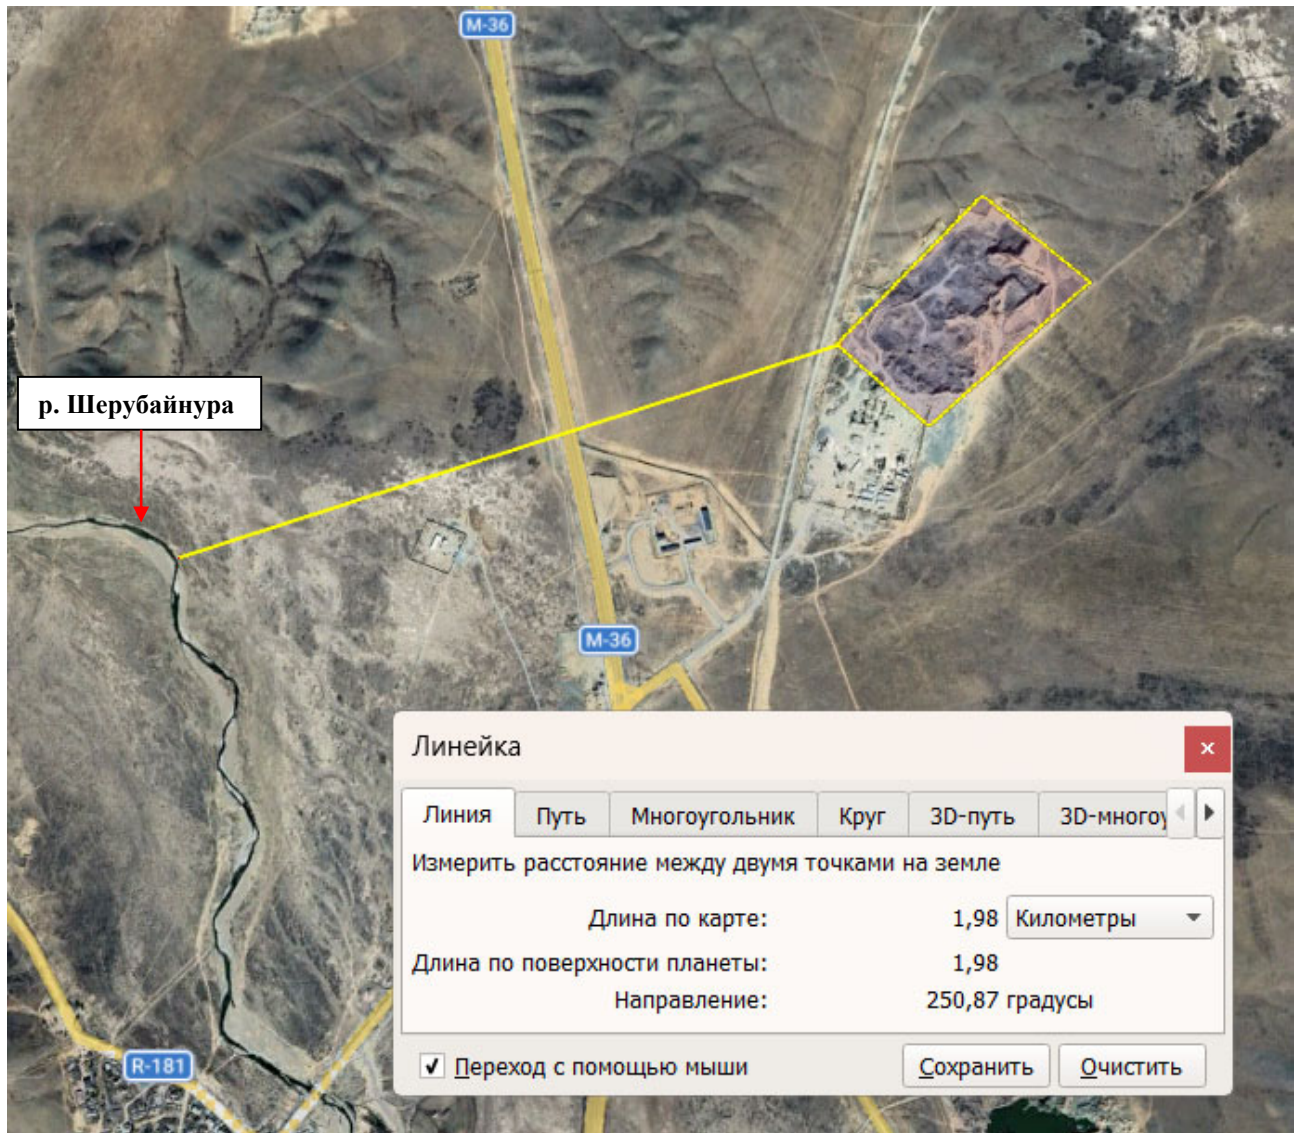 M-36
р. Шерубайнура
M-36
Линейка
Линия Путь Многоугольник Круг 3D-путь 3D-многоу
Измерить расстояние между двумя точками на земле
Длина по карте: 1,98 Километры
Длина по поверхности планеты: 1,98
Направление: 250,87 градусы
R-181
Переход с помощью мыши Сохранить Очистить